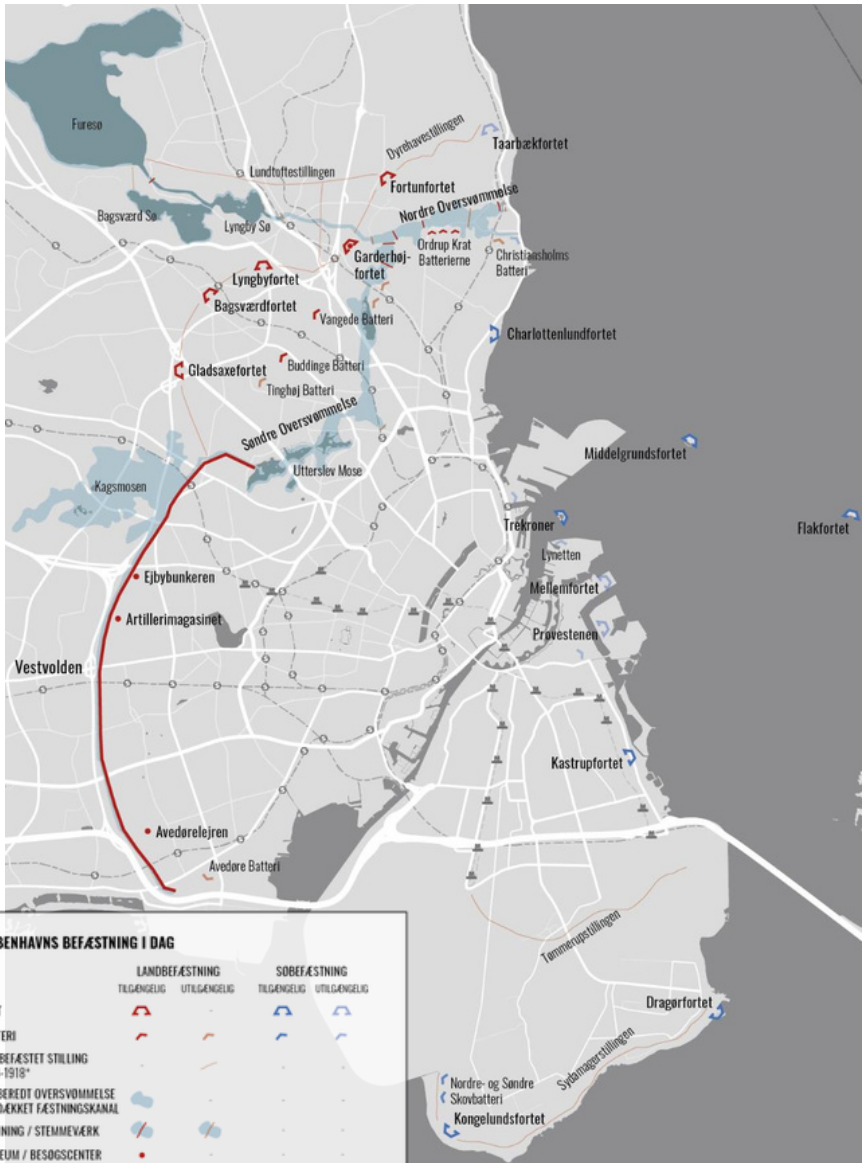 Furesø
Dyrehavestillingen
Taarbækfortet
Lundtoftestillingen
Fortunfortet
Nordre Oversvømmelse
Bagsværd Sø
Lyngby Sø
Garderhøj-
fortet
Ordrup Krat
Batterierne
Christiansholms
Batteri
Lyngbyfortet
Bagsværdfortet
Vangede Batteri
Charlottenlundfortet
Buddinge Batteri
Gladsaxefortet
Tinghøj Batteri
Søndre Oversvømmelse
Middelgrundsfortet
Utterslev Mose
Kagsmosen
Trekroner
Flakfortet
Lynetten
Ejbybunkeren
Mellemfortet
Artillerimagasinet
Prøvestenen
Vestvolden
Kastrupfortet
Avedørelejren
Avedøre Batteri
Tømmerupstillingen
Dragørfortet
Sydamagerstillingen
Nordre- og Søndre
Skovbatteri
Kongelundsfortet
BENHAVNS BEFÆSTNING I DAG
LANDBEFÆSTNING SØBEFÆSTNING
TILGÆNGELIG UTILGÆNGELIG TILGÆNGELIG UTILGÆNGELIG
T
ERI
BEFÆSTET STILLING
-1918*
BEREDT OVERSVØMMELSE
DÆKKET FÆSTNINGSKANAL
NING / STEMMEVÆRK
EUM / BESØGSCENTER